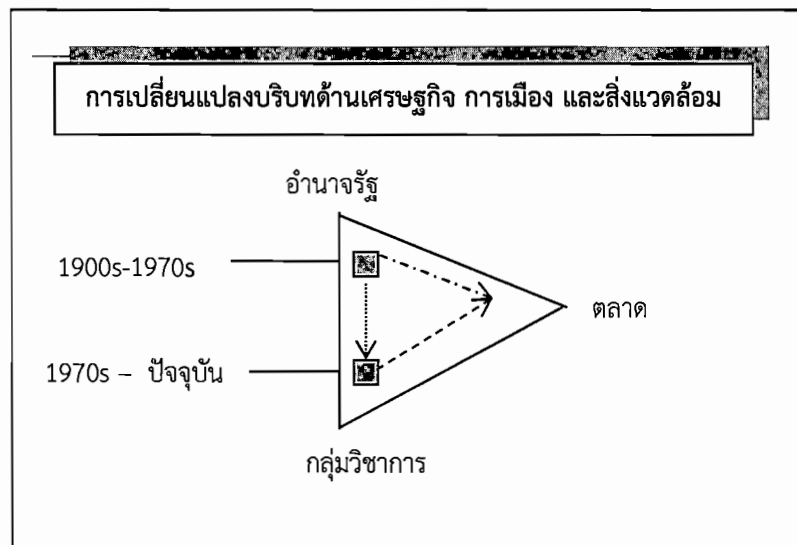 การเปลี่ยนแปลงบริบทด้านเศรษฐกิจ การเมือง และสิ่งแวดล้อม
อำนาจรัฐ
1900s-1970s
ตลาด
1970s – ปัจจุบัน
กลุ่มวิชาการ